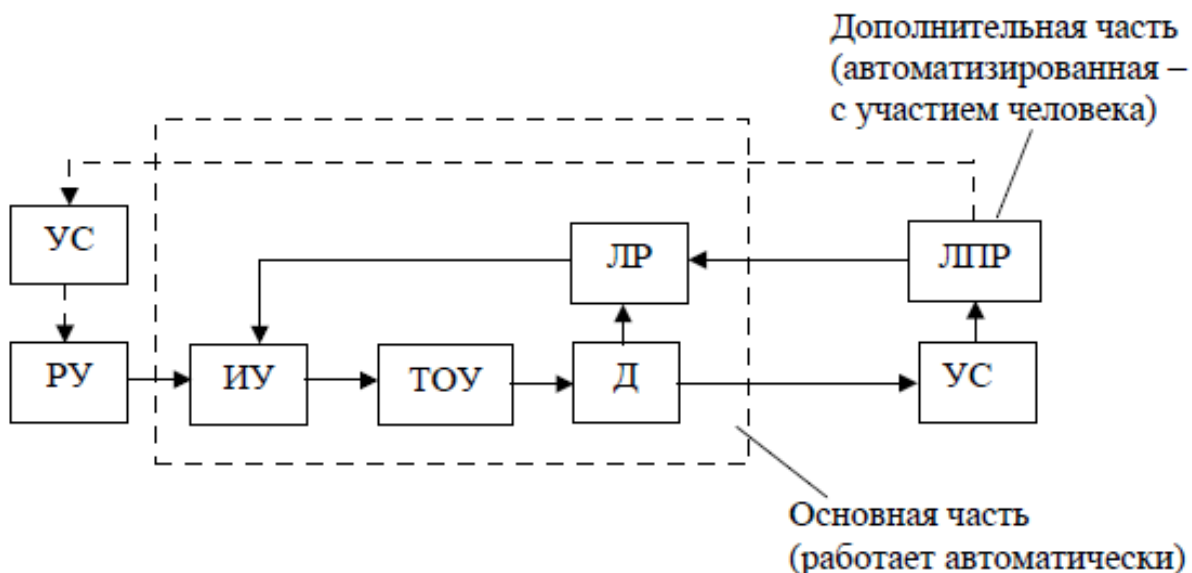 Дополнительная часть
(автоматизированная –
с участием человека)
УС
ЛР
ЛПР
РУ
ИУ
ТОУ
Д
УС
Основная часть
(работает автоматически)